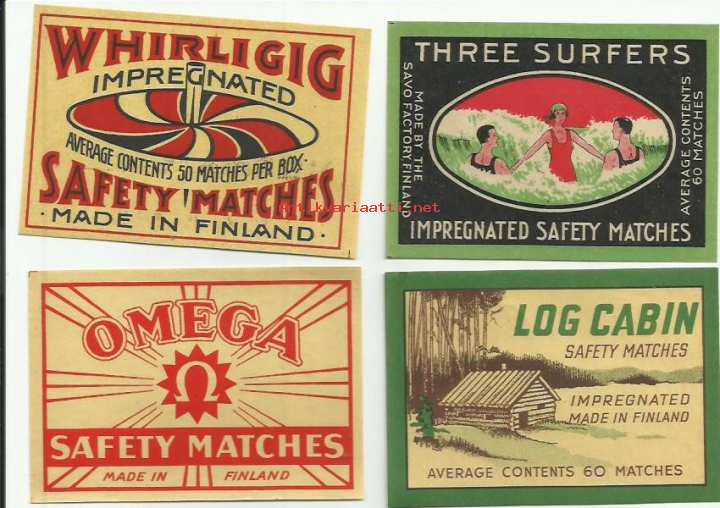 WHIRLIGIG
IMPREGNATED
AVERAGE CONTENTS 50 MATCHES PER BOX
SAFETY MATCHES
· MADE IN FINLAND ·
THREE SURFERS
MADE BY THE
SAVO FACTORY, FINLAND
AVERAGE CONTENTS
60 MATCHES
IMPREGNATED SAFETY MATCHES
antikvariaatti.net
OMEGA
Ω
SAFETY MATCHES
MADE IN FINLAND
LOG CABIN
SAFETY MATCHES
IMPREGNATED
MADE IN FINLAND
AVERAGE CONTENTS 60 MATCHES